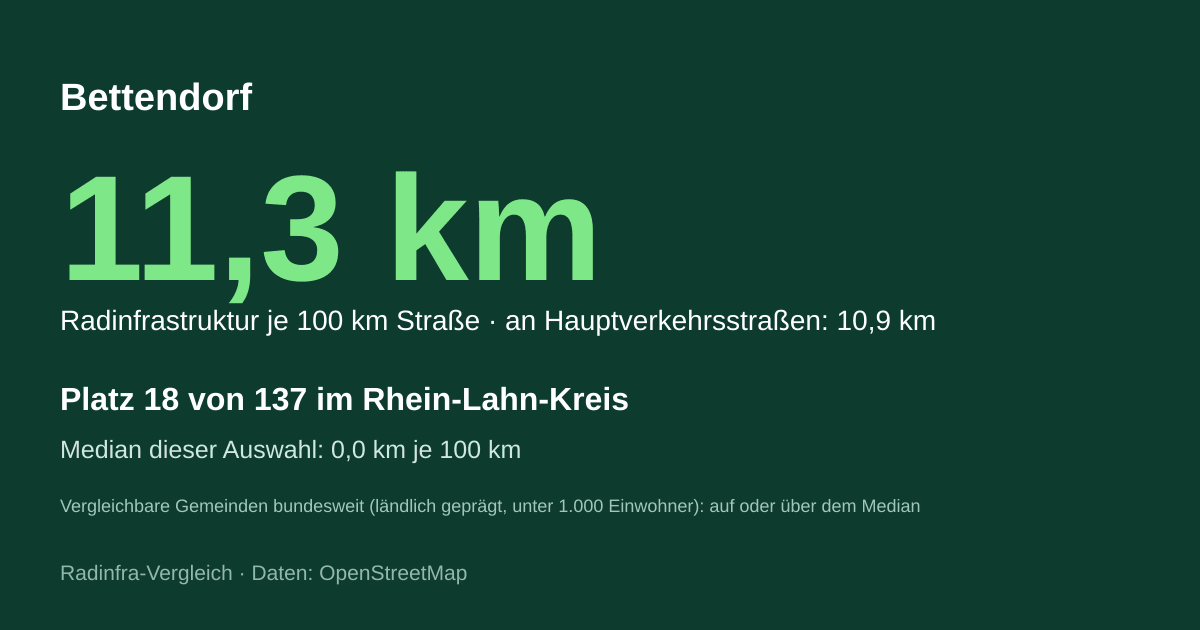 Bettendorf
11,3 km
Radinfrastruktur je 100 km Straße · an Hauptverkehrsstraßen: 10,9 km
Platz 18 von 137 im Rhein-Lahn-Kreis
Median dieser Auswahl: 0,0 km je 100 km
Vergleichbare Gemeinden bundesweit (ländlich geprägt, unter 1.000 Einwohner): auf oder über dem Median
Radinfra-Vergleich · Daten: OpenStreetMap